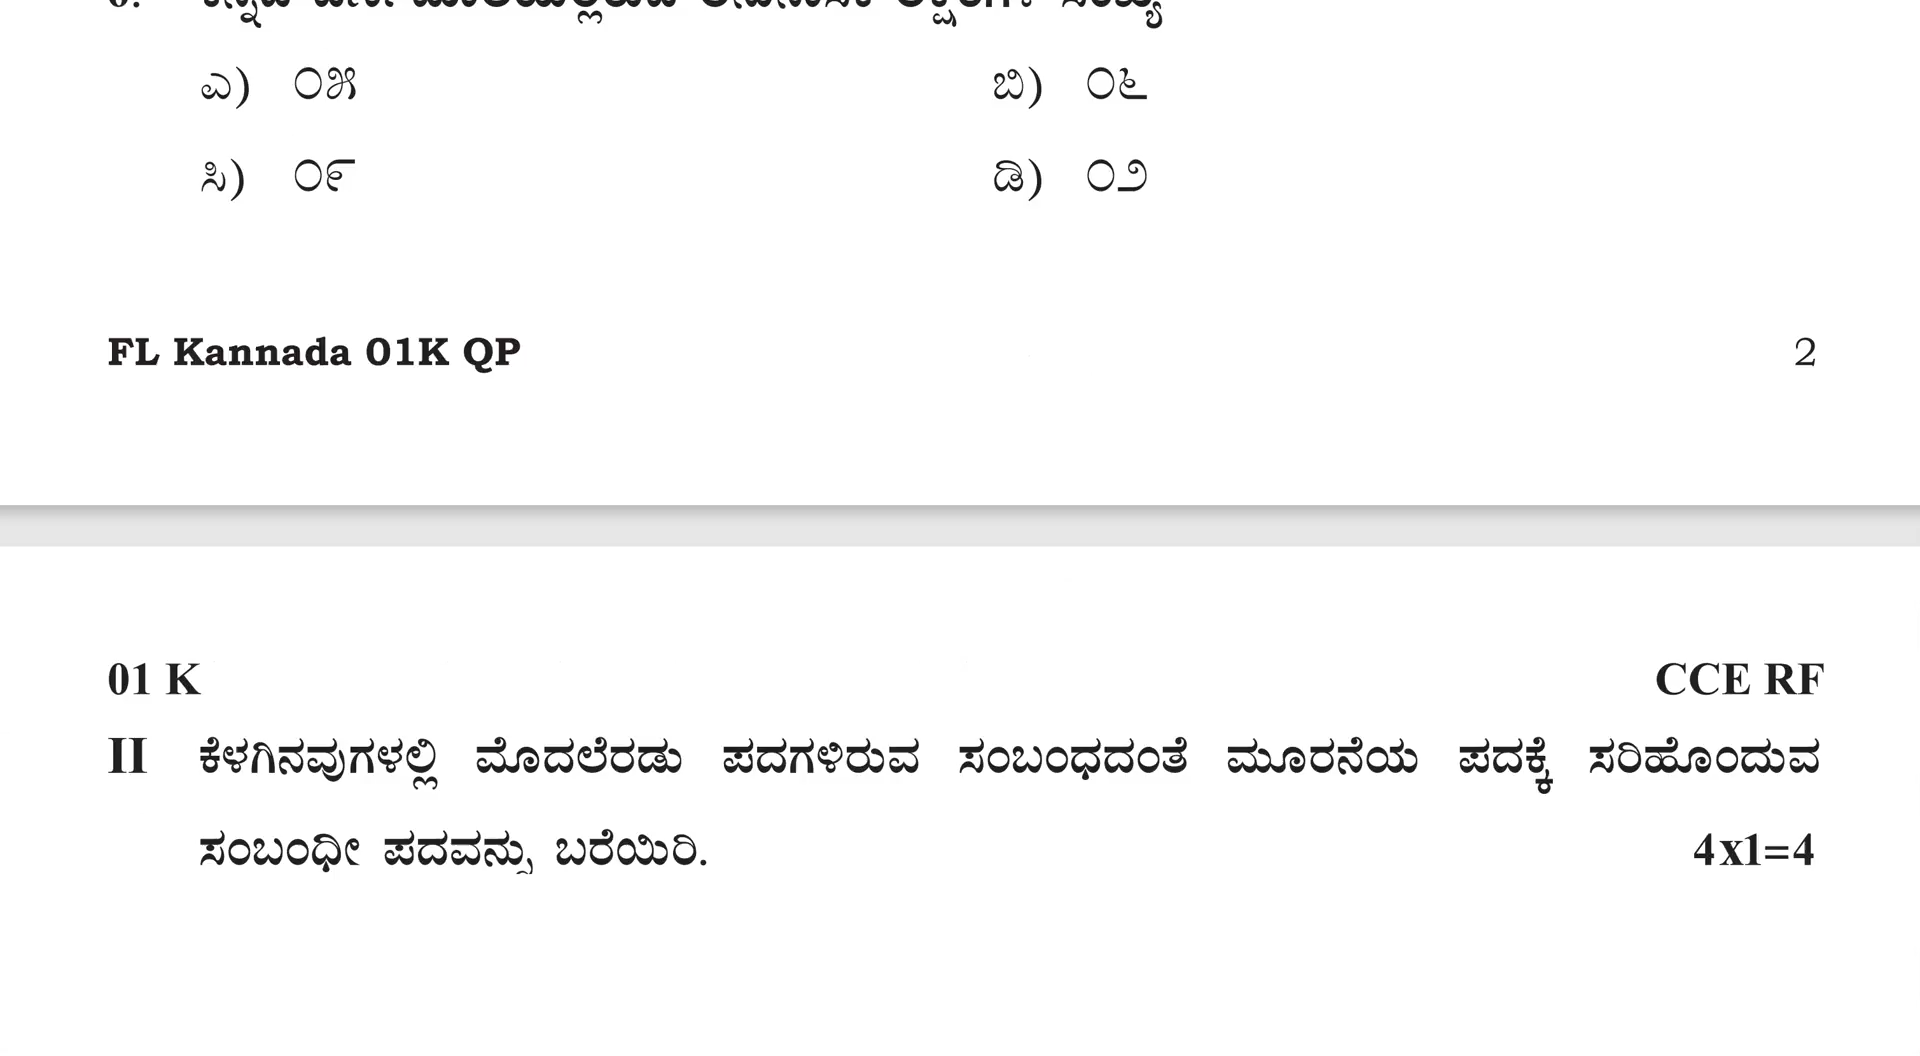 ಎ) ೦೫ ಬಿ) ೦೬
ಸಿ) ೦೯ ಡಿ) ೦೨
FL Kannada 01K QP 2
01 K CCE RF
II ಕೆಳಗಿನವುಗಳಲ್ಲಿ ಮೊದಲೆರಡು ಪದಗಳಿರುವ ಸಂಬಂಧದಂತೆ ಮೂರನೆಯ ಪದಕ್ಕೆ ಸರಿಹೊಂದುವ
ಸಂಬಂಧೀ ಪದವನ್ನು ಬರೆಯಿರಿ. 4x1=4